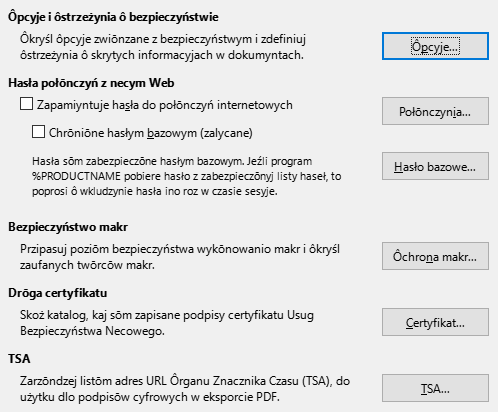 Ôpcyje i ôstrzeżynia ô bezpieczyństwie
Ôkryśl ôpcyje zwiōnzane z bezpieczyństwym i zdefiniuj
ôstrzeżynia ô skrytych informacyjach w dokumyntach.
Ôpcyje...
Hasła połōnczyń z necym Web
Zapamiyntuje hasła do połōnczyń internetowych
Połōnczynia...
Chrōniōne hasłym bazowym (zalycane)
Hasła sōm zabezpieczōne hasłym bazowym. Jeźli program
%PRODUCTNAME pobiere hasło z zabezpieczōnyj listy haseł, to
poprosi ô wkludzynie hasła ino roz w czasie sesyje.
Hasło bazowe...
Bezpieczyństwo makr
Przipasuj poziōm bezpieczyństwa wykōnowanio makr i ôkryśl
zaufanych twōrcōw makr.
Ôchrona makr...
Drōga certyfikatu
Skoż katalog, kaj sōm zapisane podpisy certyfikatu Usug
Bezpieczyństwa Necowego.
Certyfikat...
TSA
Zarzōndzej listōm adres URL Ôrganu Znacznika Czasu (TSA), do
użytku dlo podpisōw cyfrowych w eksporcie PDF.
TSA...